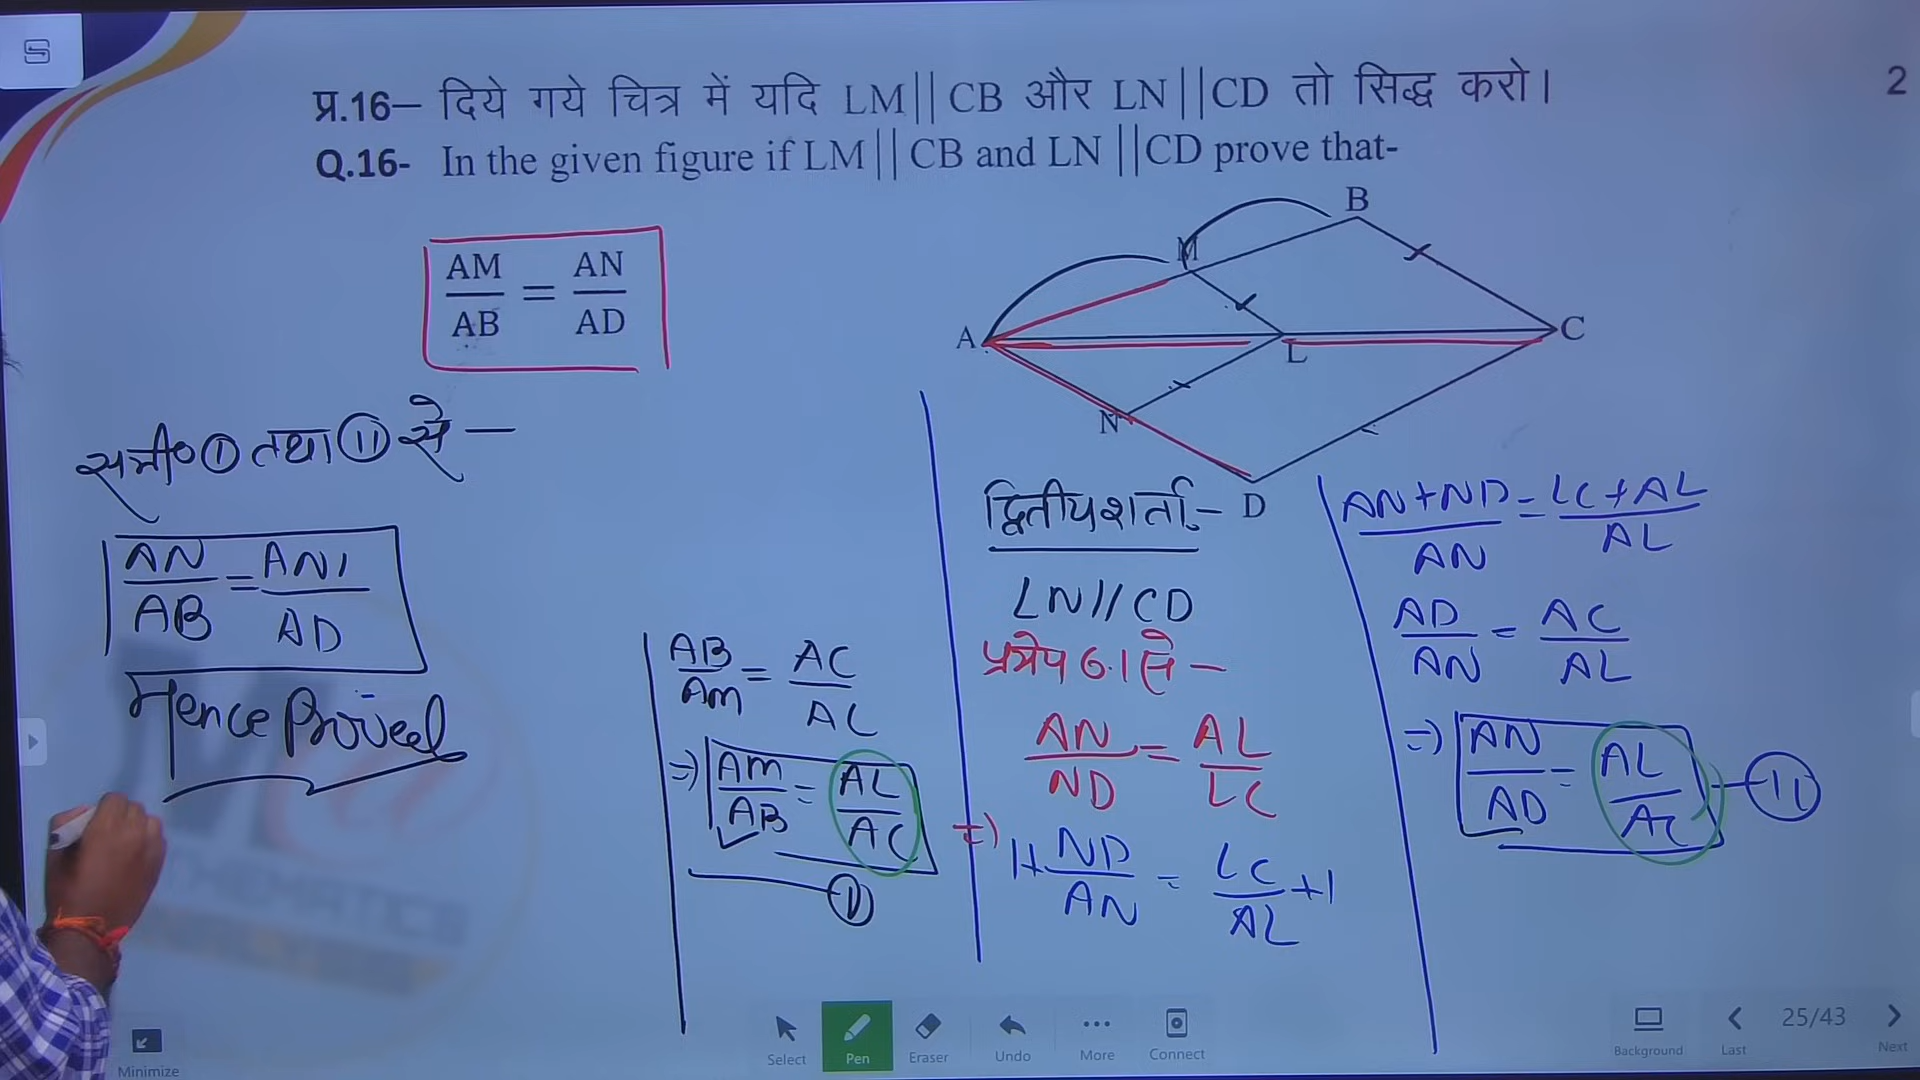 2
प्र.16– दिये गये चित्र में यदि LM||CB और LN||CD तो सिद्ध करो।
Q.16- In the given figure if LM||CB and LN||CD prove that-
AM/AB = AN/AD
B
M
A
L
C
N
D
समी० ① तथा ⑪ से –
AN/AB = AN1/AD
Hence Proved
AB/AM = AC/AL
⇒ AM/AB = AL/AC
①
द्वितीय शर्त :-
LN//CD
प्रमेय 6.1 से –
AN/ND = AL/LC
⇒ 1+ND/AN = LC/AL+1
AN+ND/AN = LC+AL/AL
AD/AN = AC/AL
⇒ AN/AD = AL/AC – ⑪
Minimize
Select
Pen
Eraser
Undo
More
Connect
Background
Last
25/43
Next